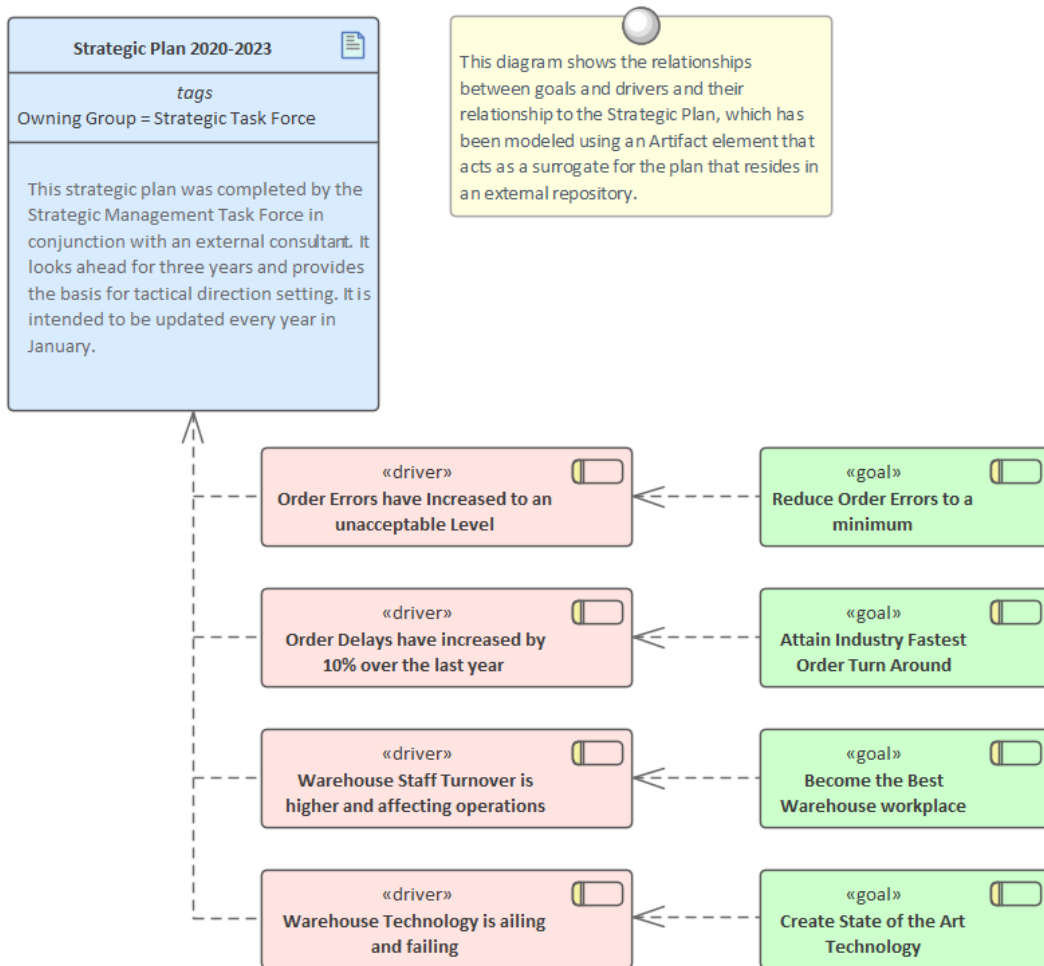 Strategic Plan 2020-2023
tags
Owning Group = Strategic Task Force
This strategic plan was completed by the
Strategic Management Task Force in
conjunction with an external consultant. It
looks ahead for three years and provides
the basis for tactical direction setting. It is
intended to be updated every year in
January.
This diagram shows the relationships
between goals and drivers and their
relationship to the Strategic Plan, which has
been modeled using an Artifact element that
acts as a surrogate for the plan that resides in
an external repository.
«driver»
Order Errors have Increased to an
unacceptable Level
«goal»
Reduce Order Errors to a
minimum
«driver»
Order Delays have increased by
10% over the last year
«goal»
Attain Industry Fastest
Order Turn Around
«driver»
Warehouse Staff Turnover is
higher and affecting operations
«goal»
Become the Best
Warehouse workplace
«driver»
Warehouse Technology is ailing
and failing
«goal»
Create State of the Art
Technology